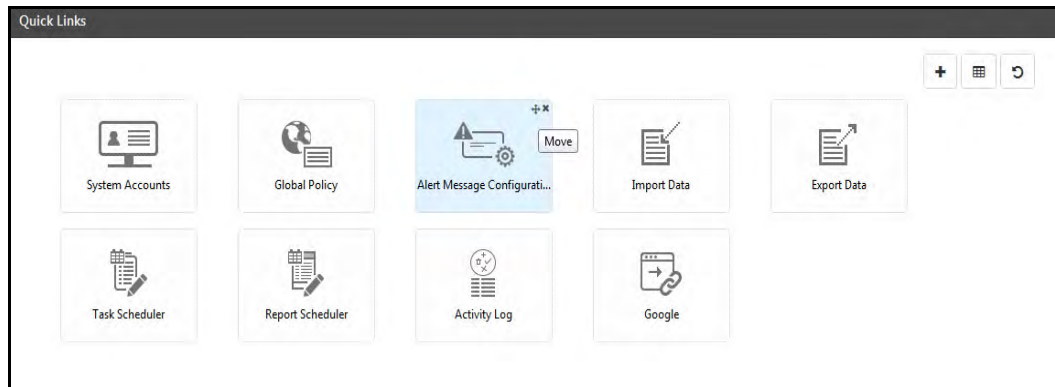 Quick Links
System Accounts
Global Policy
Alert Message Configurati...
Move
Import Data
Export Data
Task Scheduler
Report Scheduler
Activity Log
Google